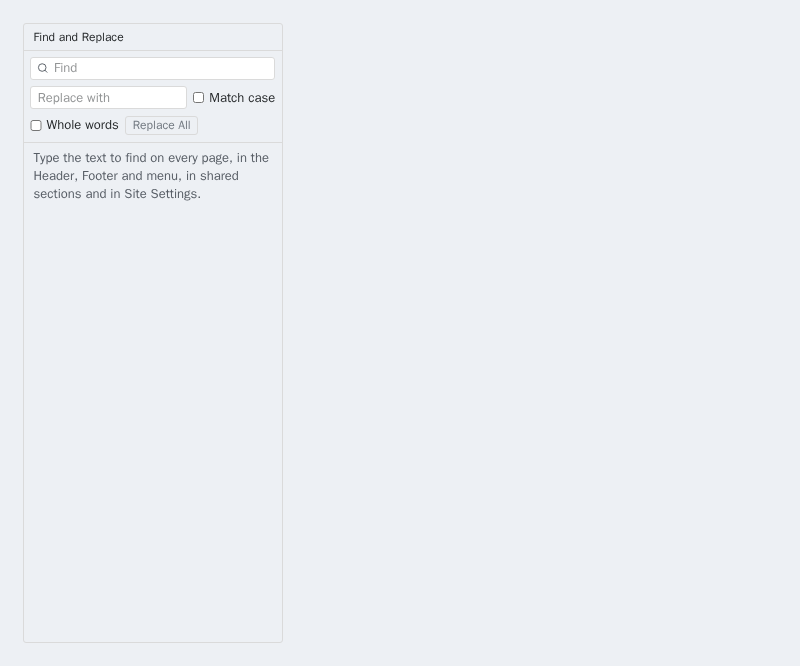 Find and Replace
Find
Replace with
Match case
Whole words
Replace All
Type the text to find on every page, in the
Header, Footer and menu, in shared
sections and in Site Settings.